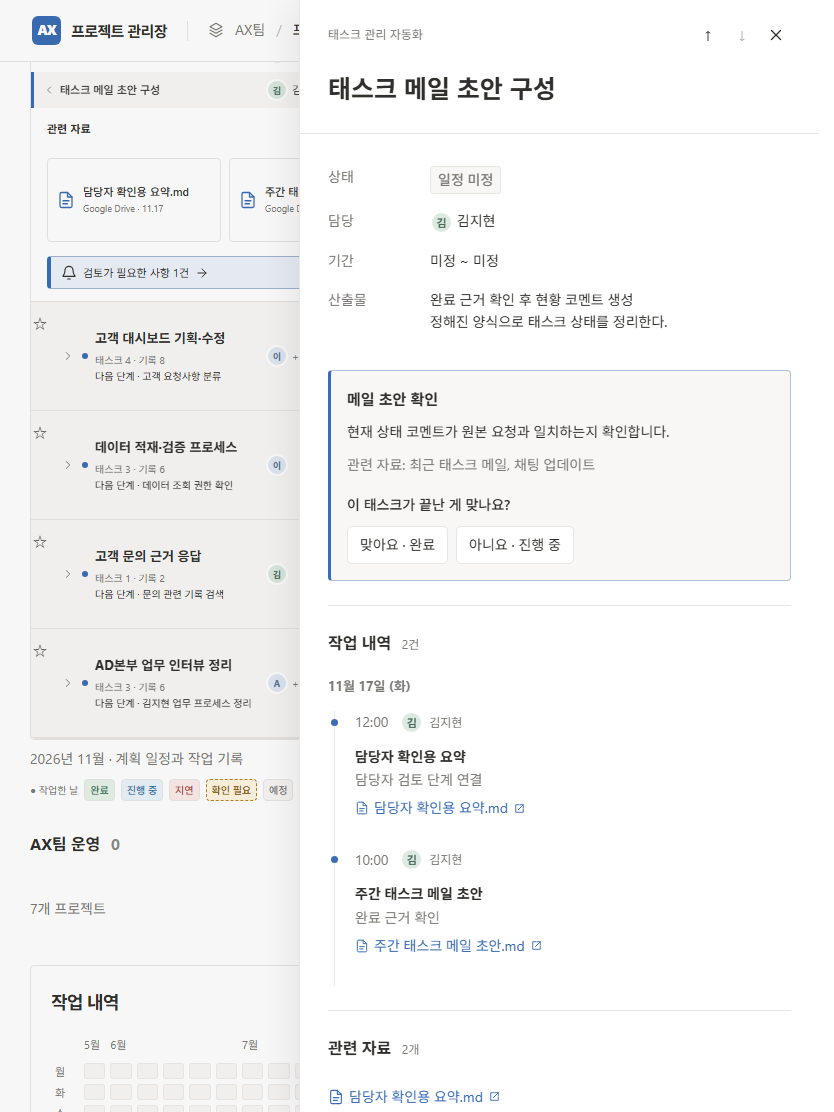 AX 프로젝트 관리장
AX팀 /
태스크 메일 초안 구성
김
관련 자료
담당자 확인용 요약.md
Google Drive · 11.17
주간
검토가 필요한 사항 1건 →
고객 대시보드 기획·수정
태스크 4 · 기록 8
다음 단계 · 고객 요청사항 분류
이 +
데이터 적재·검증 프로세스
태스크 3 · 기록 6
다음 단계 · 데이터 조회 권한 확인
이
고객 문의 근거 응답
태스크 1 · 기록 2
다음 단계 · 문의 관련 기록 검색
김
AD본부 업무 인터뷰 정리
태스크 3 · 기록 6
다음 단계 · 김지현 업무 프로세스 정리
A +
2026년 11월 · 계획 일정과 작업 기록
● 작업한 날 완료 진행 중 지연 확인 필요 예정
AX팀 운영 0
7개 프로젝트
작업 내역
5월 6월 7월
월
화
태스크 관리 자동화
↑ ↓
태스크 메일 초안 구성
상태 일정 미정
담당 김 김지현
기간 미정 ~ 미정
산출물 완료 근거 확인 후 현황 코멘트 생성
정해진 양식으로 태스크 상태를 정리한다.
메일 초안 확인
현재 상태 코멘트가 원본 요청과 일치하는지 확인합니다.
관련 자료: 최근 태스크 메일, 채팅 업데이트
이 태스크가 끝난 게 맞나요?
맞아요 · 완료 아니요 · 진행 중
작업 내역 2건
11월 17일 (화)
12:00 김 김지현
담당자 확인용 요약
담당자 검토 단계 연결
담당자 확인용 요약.md
10:00 김 김지현
주간 태스크 메일 초안
완료 근거 확인
주간 태스크 메일 초안.md
관련 자료 2개
담당자 확인용 요약.md